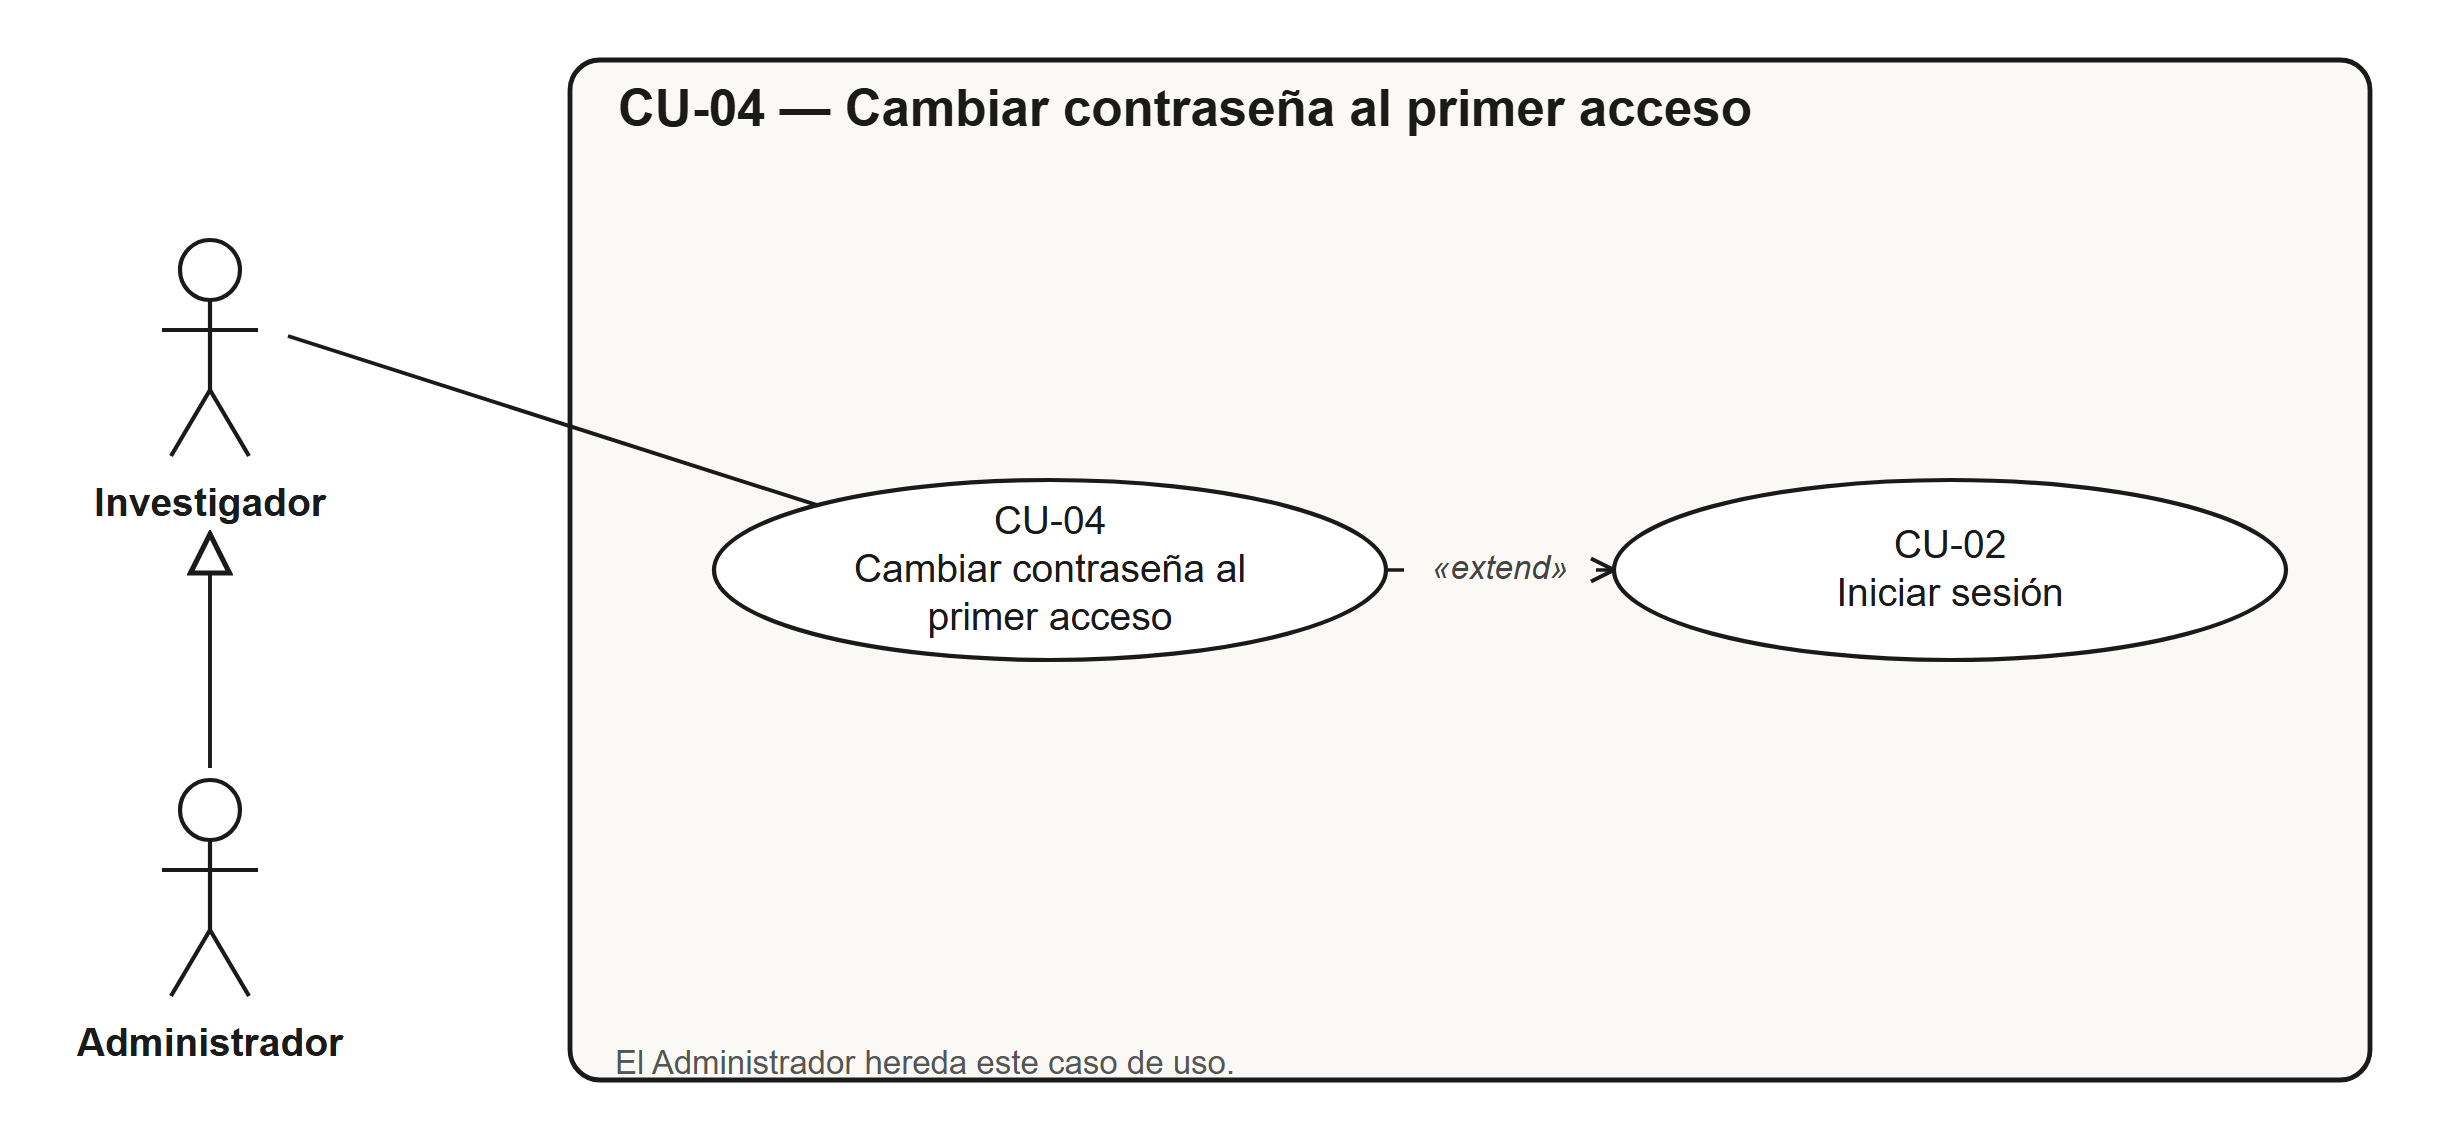 CU-04 — Cambiar contraseña al primer acceso
Investigador
CU-04
Cambiar contraseña al
primer acceso
«extend»
CU-02
Iniciar sesión
Administrador
El Administrador hereda este caso de uso.